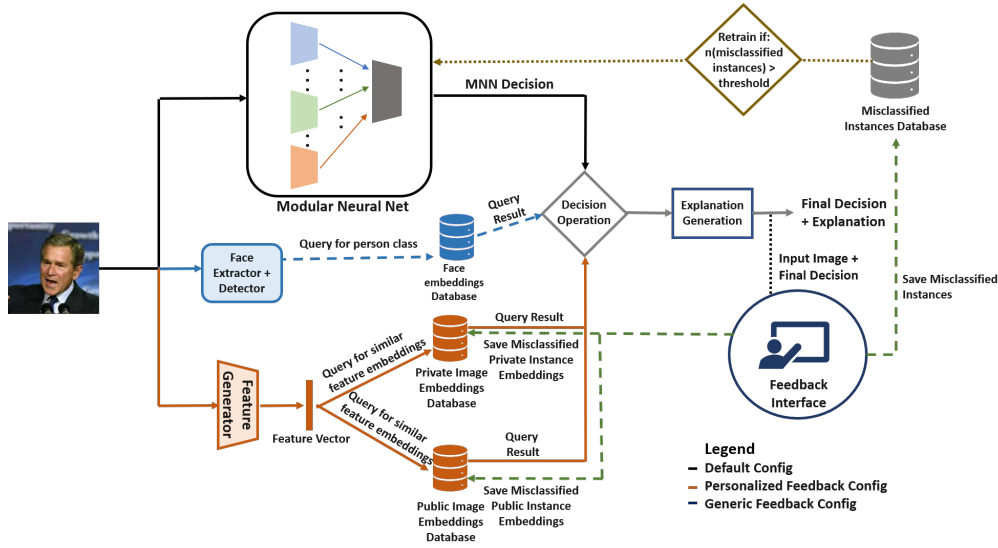 Retrain if:
n(misclassified
instances) >
threshold
MNN Decision
Misclassified
Instances Database
Modular Neural Net
Query
Result
Decision
Operation
Explanation
Generation
Final Decision
+ Explanation
Query for person class
Face
Extractor +
Detector
Face
embeddings
Database
Input Image +
Final Decision
Save Misclassified
Instances
Query Result
Save Misclassified
Private Instance
Embeddings
Query for similar
feature embeddings
Private Image
Embeddings
Database
Feature
Generator
Feature Vector
Query for similar
feature embeddings
Feedback
Interface
Query
Result
Save Misclassified
Public Instance
Embeddings
Public Image
Embeddings
Database
Legend
Default Config
Personalized Feedback Config
Generic Feedback Config